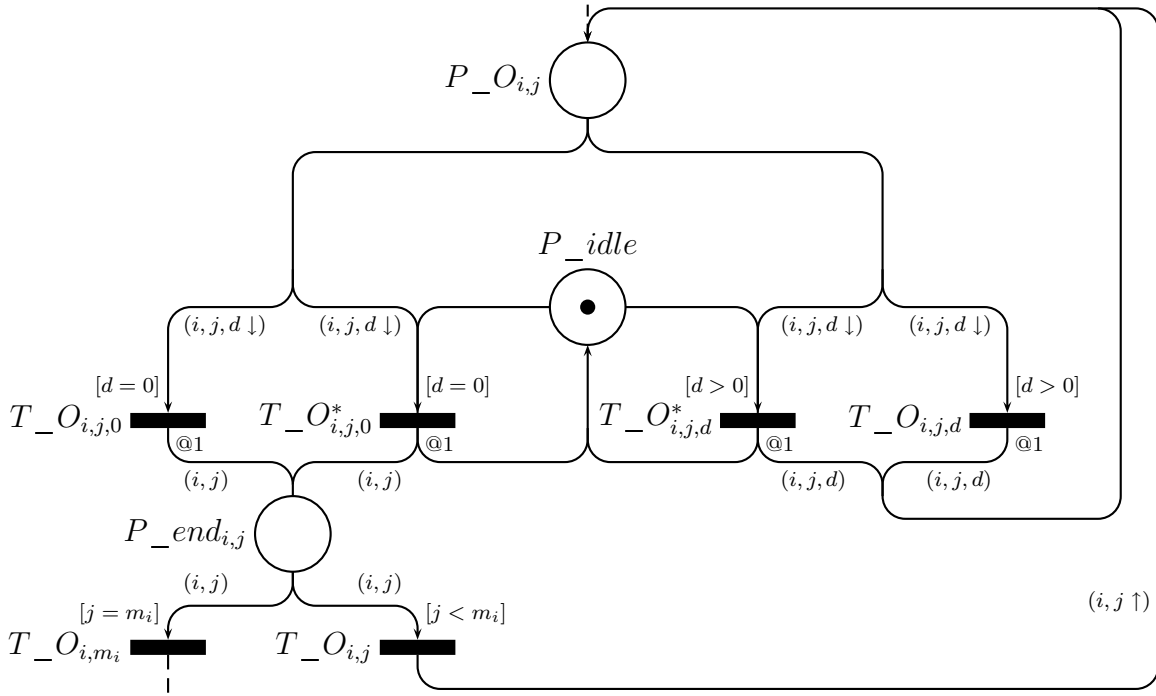 P_O_{i,j}
P_idle
(i, j, d ↓) (i, j, d ↓) (i, j, d ↓) (i, j, d ↓)
[d = 0] [d = 0] [d > 0] [d > 0]
T_O_{i,j,0} T_O^*_{i,j,0} T_O^*_{i,j,d} T_O_{i,j,d}
@1 @1 @1 @1
(i, j) (i, j) (i, j, d) (i, j, d)
P_end_{i,j}
(i, j) (i, j)
(i, j ↑)
[j = m_i] [j < m_i]
T_O_{i,m_i} T_O_{i,j}